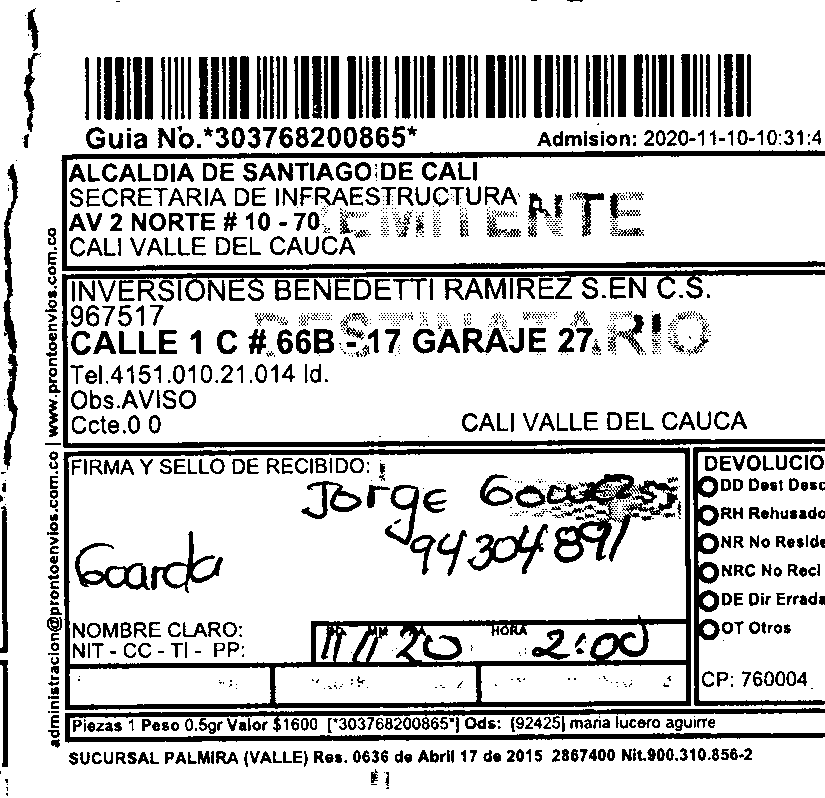 Guia No.*303768200865*
Admision: 2020-11-10-10:31:4
ALCALDIA DE SANTIAGO DE CALI
SECRETARIA DE INFRAESTRUCTURA
AV 2 NORTE # 10 - 70
REMITENTE
CALI VALLE DEL CAUCA
INVERSIONES BENEDETTI RAMIREZ S.EN C.S.
967517
DESTINATARIO
CALLE 1 C # 66B - 17 GARAJE 27
Tel.4151.010.21.014 Id.
Obs.AVISO
Ccte.0 0
CALI VALLE DEL CAUCA
FIRMA Y SELLO DE RECIBIDO:
Jorge
94304891
Goarda
NOMBRE CLARO:
NIT - CC - TI - PP:
11 11 20
HORA
2:00
DEVOLUCIO
DD Dest Desc
RH Rehusado
NR No Reside
NRC No Reci
DE Dir Errada
OT Otros
CP: 760004
Piezas 1 Peso 0.5gr Valor $1600 [*303768200865*] Ods: [92425] maria lucero aguirre
SUCURSAL PALMIRA (VALLE) Res. 0636 de Abril 17 de 2015 2867400 Nit.900.310.856-2
administracion@prontoenvios.com.co | www.prontoenvios.com.co